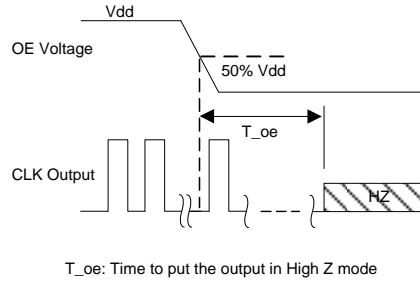 Vdd
OE Voltage
50% Vdd
T_oe
CLK Output
HZ
T_oe: Time to put the output in High Z mode